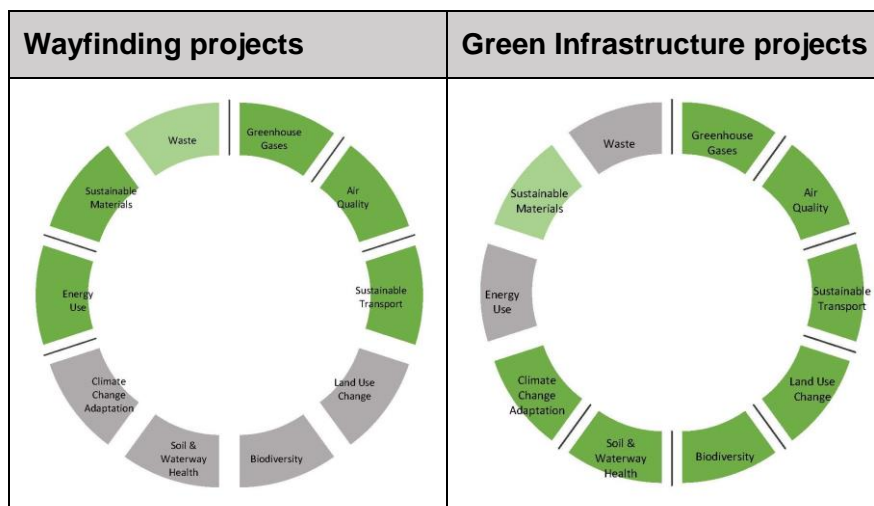 Wayfinding projects
Green Infrastructure projects
Waste
Greenhouse
Gases
Sustainable
Materials
Air
Quality
Energy
Use
Sustainable
Transport
Climate
Change
Adaptation
Land Use
Change
Soil &
Waterway
Health
Biodiversity
Waste
Greenhouse
Gases
Sustainable
Materials
Air
Quality
Energy
Use
Sustainable
Transport
Climate
Change
Adaptation
Land Use
Change
Soil &
Waterway
Health
Biodiversity